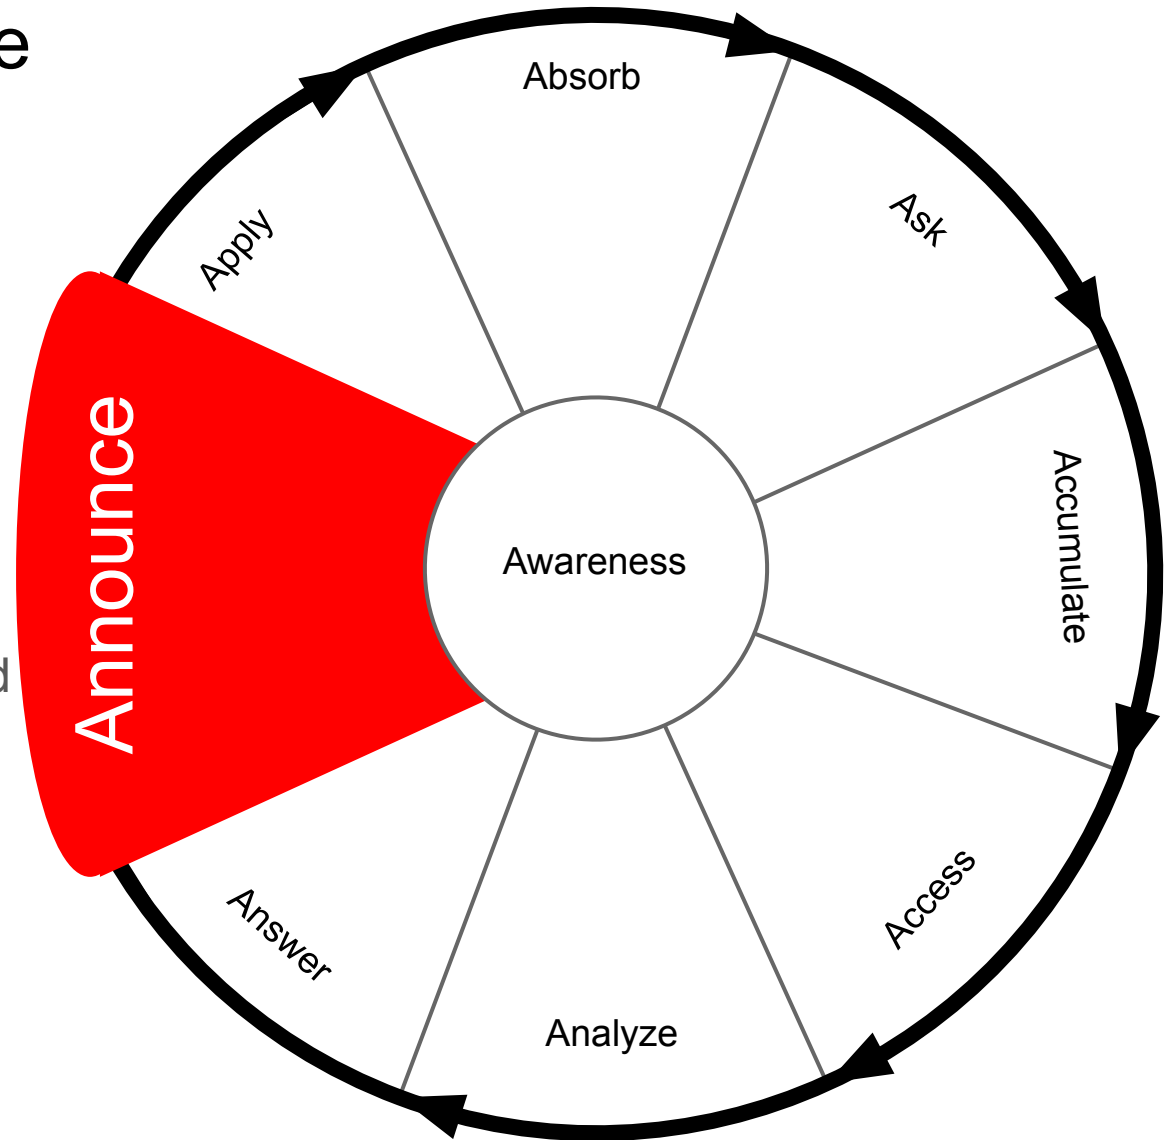 e
Absorb
Ask
Apply
Accumulate
Announce
Awareness
d
Access
Answer
Analyze